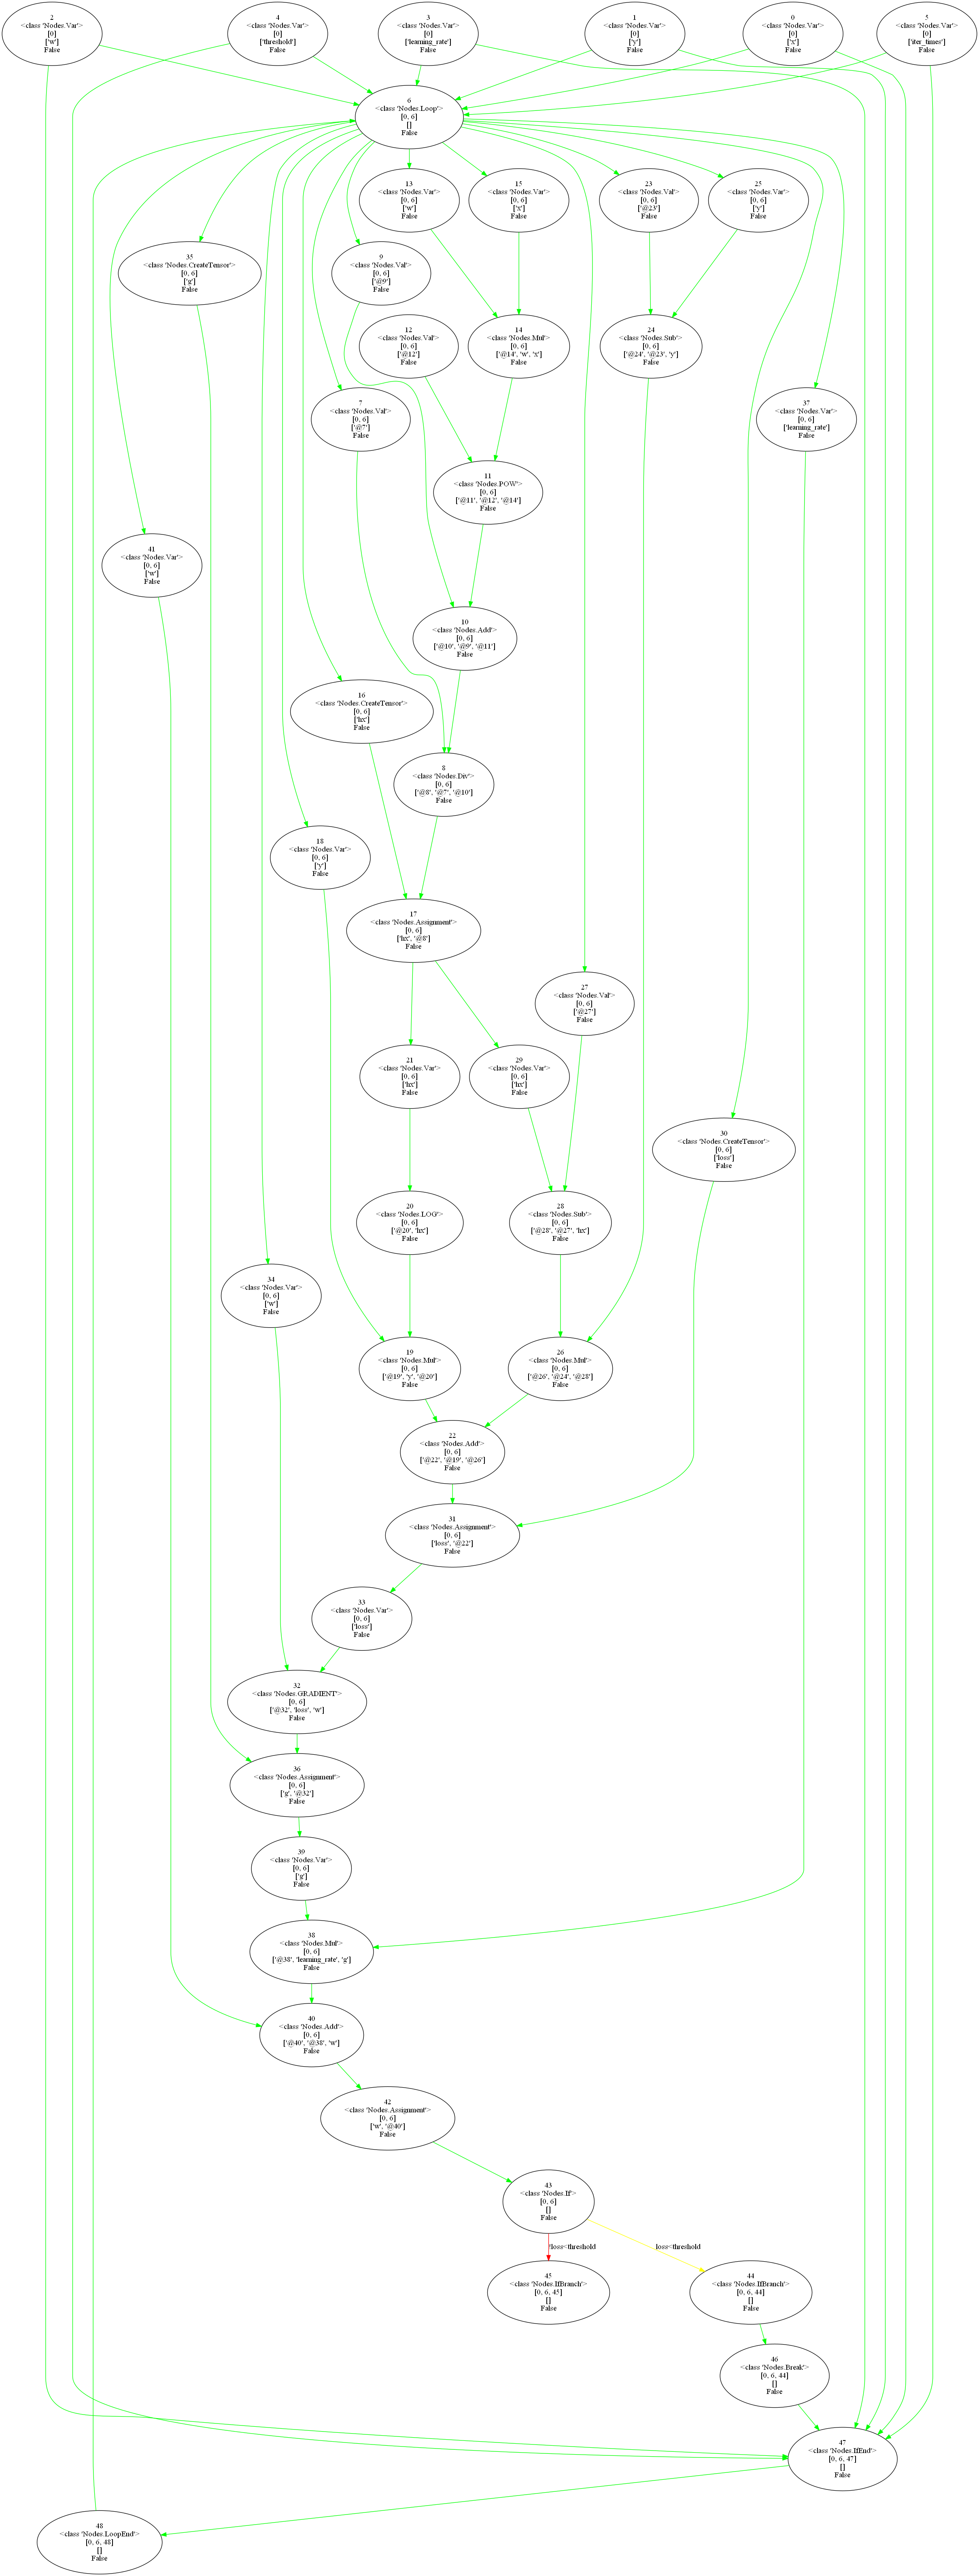 2
<class 'Nodes.Var'>
[0]
['w']
False
4
<class 'Nodes.Var'>
[0]
['threshold']
False
3
<class 'Nodes.Var'>
[0]
['learning_rate']
False
1
<class 'Nodes.Var'>
[0]
['y']
False
0
<class 'Nodes.Var'>
[0]
['x']
False
5
<class 'Nodes.Var'>
[0]
['iter_times']
False
6
<class 'Nodes.Loop'>
[0, 6]
[]
False
13
<class 'Nodes.Var'>
[0, 6]
['w']
False
15
<class 'Nodes.Var'>
[0, 6]
['x']
False
23
<class 'Nodes.Val'>
[0, 6]
['@23']
False
25
<class 'Nodes.Var'>
[0, 6]
['y']
False
35
<class 'Nodes.CreateTensor'>
[0, 6]
['g']
False
9
<class 'Nodes.Val'>
[0, 6]
['@9']
False
12
<class 'Nodes.Val'>
[0, 6]
['@12']
False
14
<class 'Nodes.Mul'>
[0, 6]
['@14', 'w', 'x']
False
24
<class 'Nodes.Sub'>
[0, 6]
['@24', '@23', 'y']
False
7
<class 'Nodes.Val'>
[0, 6]
['@7']
False
37
<class 'Nodes.Var'>
[0, 6]
['learning_rate']
False
11
<class 'Nodes.POW'>
[0, 6]
['@11', '@12', '@14']
False
41
<class 'Nodes.Var'>
[0, 6]
['w']
False
10
<class 'Nodes.Add'>
[0, 6]
['@10', '@9', '@11']
False
16
<class 'Nodes.CreateTensor'>
[0, 6]
['hx']
False
8
<class 'Nodes.Div'>
[0, 6]
['@8', '@7', '@10']
False
18
<class 'Nodes.Var'>
[0, 6]
['y']
False
17
<class 'Nodes.Assignment'>
[0, 6]
['hx', '@8']
False
27
<class 'Nodes.Val'>
[0, 6]
['@27']
False
21
<class 'Nodes.Var'>
[0, 6]
['hx']
False
29
<class 'Nodes.Var'>
[0, 6]
['hx']
False
30
<class 'Nodes.CreateTensor'>
[0, 6]
['loss']
False
20
<class 'Nodes.LOG'>
[0, 6]
['@20', 'hx']
False
28
<class 'Nodes.Sub'>
[0, 6]
['@28', '@27', 'hx']
False
34
<class 'Nodes.Var'>
[0, 6]
['w']
False
19
<class 'Nodes.Mul'>
[0, 6]
['@19', 'y', '@20']
False
26
<class 'Nodes.Mul'>
[0, 6]
['@26', '@24', '@28']
False
22
<class 'Nodes.Add'>
[0, 6]
['@22', '@19', '@26']
False
31
<class 'Nodes.Assignment'>
[0, 6]
['loss', '@22']
False
33
<class 'Nodes.Var'>
[0, 6]
['loss']
False
32
<class 'Nodes.GRADIENT'>
[0, 6]
['@32', 'loss', 'w']
False
36
<class 'Nodes.Assignment'>
[0, 6]
['g', '@32']
False
39
<class 'Nodes.Var'>
[0, 6]
['g']
False
38
<class 'Nodes.Mul'>
[0, 6]
['@38', 'learning_rate', 'g']
False
40
<class 'Nodes.Add'>
[0, 6]
['@40', '@38', 'w']
False
42
<class 'Nodes.Assignment'>
[0, 6]
['w', '@40']
False
43
<class 'Nodes.If'>
[0, 6]
[]
False
!loss<threshold
loss<threshold
45
<class 'Nodes.IfBranch'>
[0, 6, 45]
[]
False
44
<class 'Nodes.IfBranch'>
[0, 6, 44]
[]
False
46
<class 'Nodes.Break'>
[0, 6, 44]
[]
False
47
<class 'Nodes.IfEnd'>
[0, 6, 47]
[]
False
48
<class 'Nodes.LoopEnd'>
[0, 6, 48]
[]
False